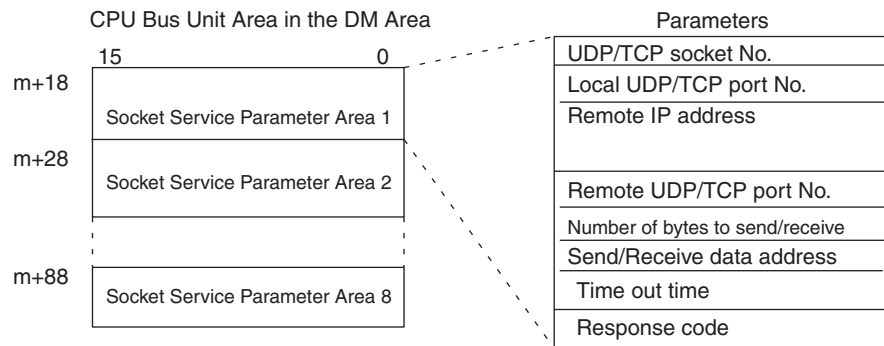 CPU Bus Unit Area in the DM Area
15 0
m+18
Socket Service Parameter Area 1
m+28
Socket Service Parameter Area 2
m+88
Socket Service Parameter Area 8
Parameters
UDP/TCP socket No.
Local UDP/TCP port No.
Remote IP address
Remote UDP/TCP port No.
Number of bytes to send/receive
Send/Receive data address
Time out time
Response code